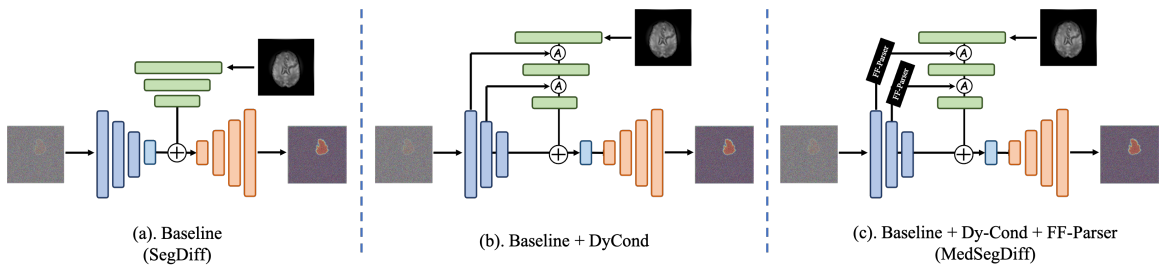 A
A
FF-Parser
A
FF-Parser
A
(a). Baseline
(SegDiff)
(b). Baseline + DyCond
(c). Baseline + Dy-Cond + FF-Parser
(MedSegDiff)